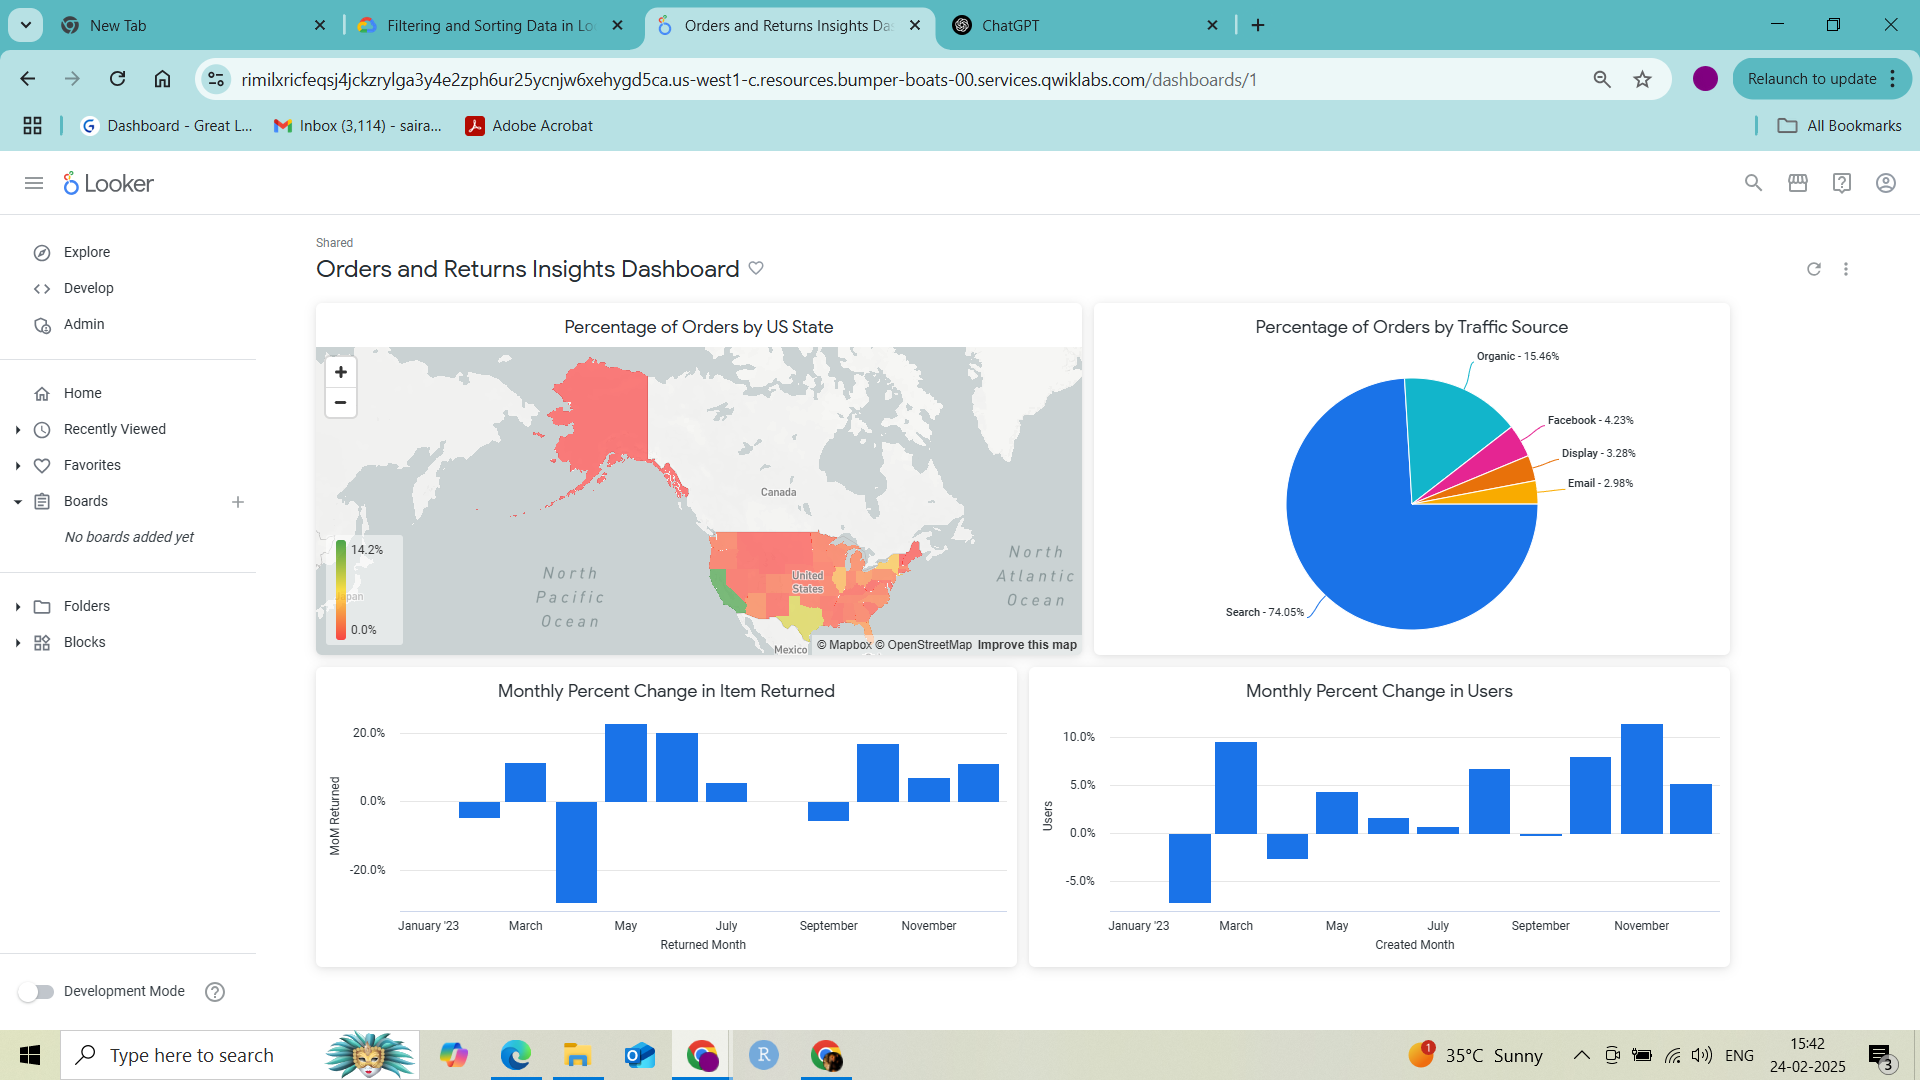 New Tab
Filtering and Sorting Data in Lo
Orders and Returns Insights Da
ChatGPT
rimilxricfeqsj4jckzrylga3y4e2zph6ur25ycnjw6xehygd5ca.us-west1-c.resources.bumper-boats-00.services.qwiklabs.com/dashboards/1
Relaunch to update
Dashboard - Great L...
Inbox (3,114) - saira...
Adobe Acrobat
All Bookmarks
Looker
Explore
Develop
Admin
Home
Recently Viewed
Favorites
Boards
No boards added yet
Folders
Blocks
Development Mode
Shared
Orders and Returns Insights Dashboard
Percentage of Orders by US State
+
−
Canada
United
States
Mexico
Japan
North
Pacific
Ocean
North
Atlantic
Ocean
14.2%
0.0%
© Mapbox © OpenStreetMap Improve this map
Percentage of Orders by Traffic Source
Organic - 15.46%
Facebook - 4.23%
Display - 3.28%
Email - 2.98%
Search - 74.05%
Monthly Percent Change in Item Returned
MoM Returned
20.0%
0.0%
-20.0%
January '23 March May July September November
Returned Month
Monthly Percent Change in Users
Users
10.0%
5.0%
0.0%
-5.0%
January '23 March May July September November
Created Month
Type here to search
R
1
35°C Sunny
ENG
15:42
24-02-2025
3